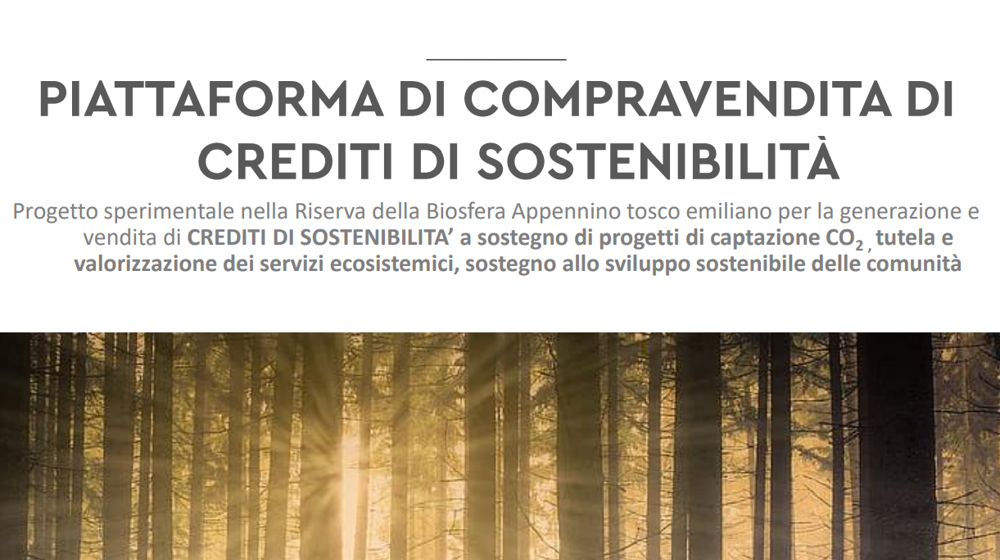 PIATTAFORMA DI COMPRAVENDITA DI
CREDITI DI SOSTENIBILITÀ
Progetto sperimentale nella Riserva della Biosfera Appennino tosco emiliano per la generazione e
vendita di CREDITI DI SOSTENIBILITA’ a sostegno di progetti di captazione CO₂ , tutela e
valorizzazione dei servizi ecosistemici, sostegno allo sviluppo sostenibile delle comunità